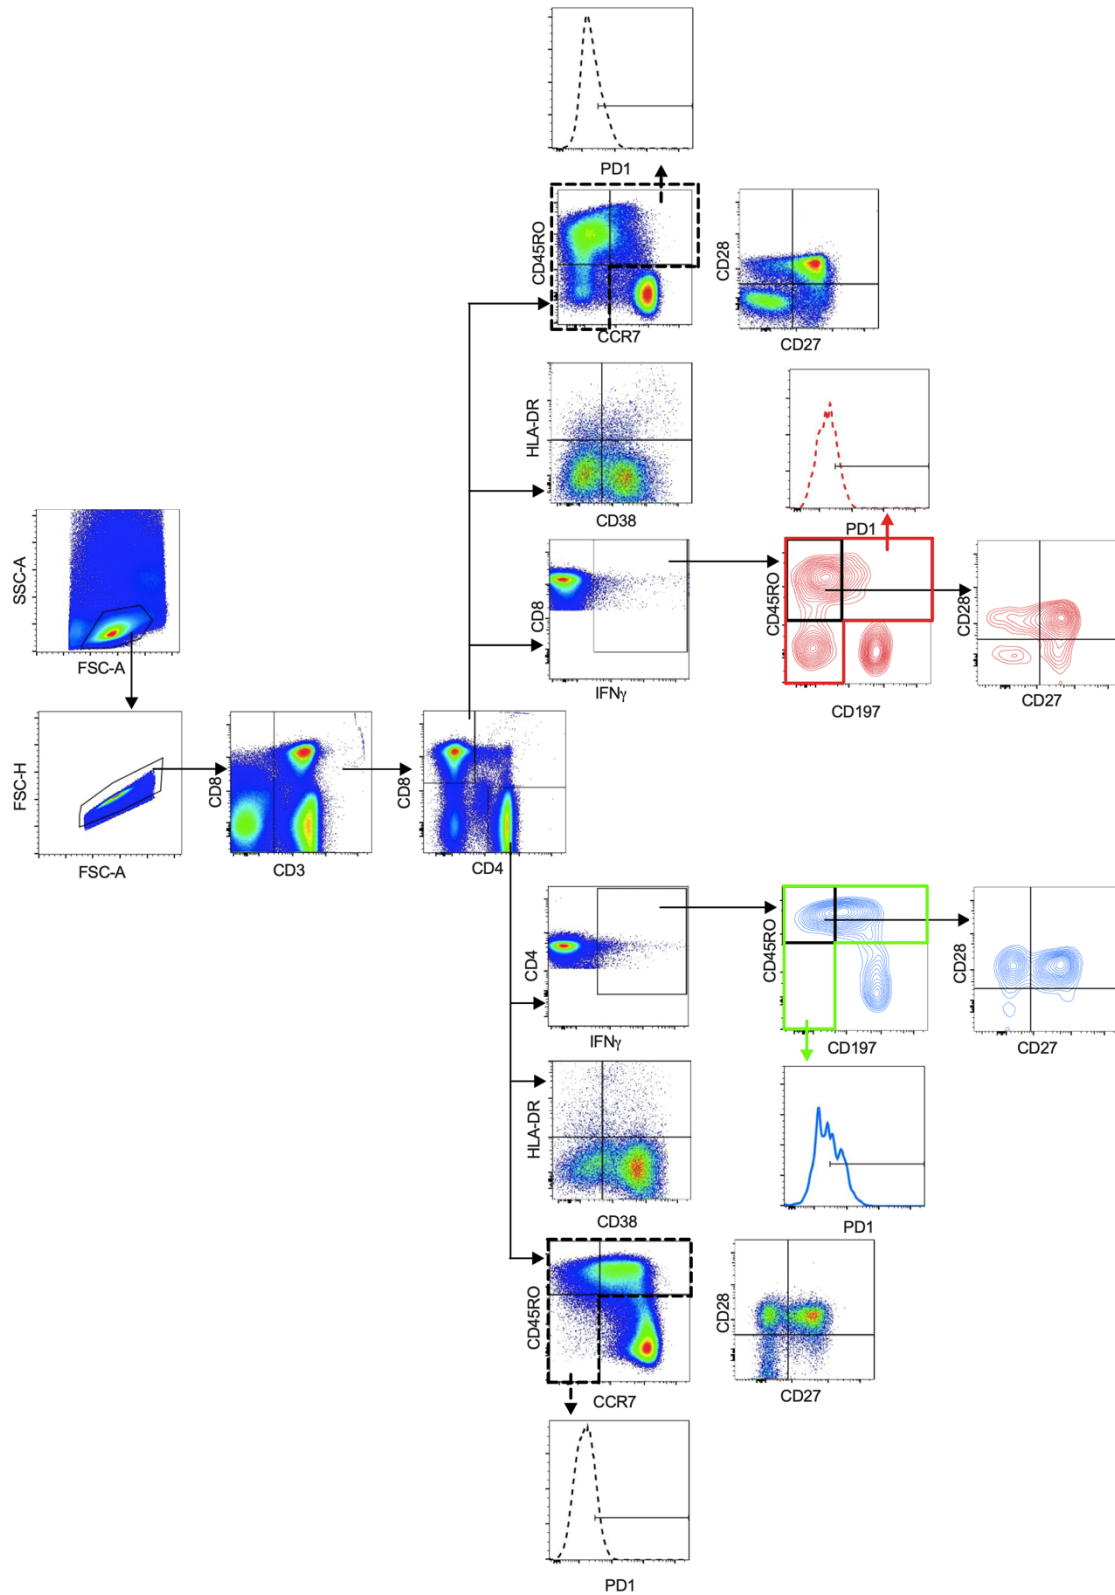 PD1
CD45RO
CCR7
CD28
CD27
HLA-DR
CD38
PD1
SSC-A
FSC-A
CD8
IFNγ
CD45RO
CD197
CD28
CD27
FSC-H
FSC-A
CD8
CD3
CD8
CD4
CD4
IFNγ
CD45RO
CD197
CD28
CD27
HLA-DR
CD38
PD1
CD45RO
CCR7
CD28
CD27
PD1